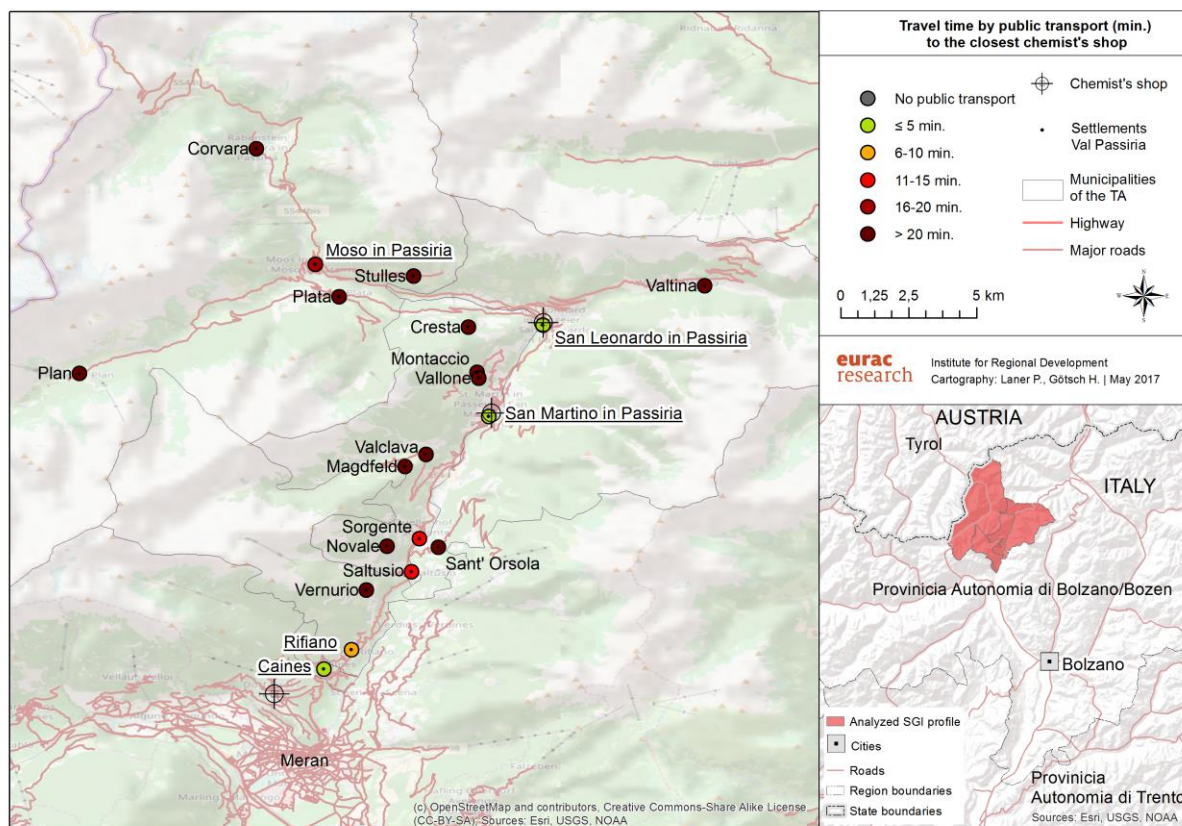 Corvara
Moso in Passiria
Stulles
Plata
Valtina
Cresta
San Leonardo in Passiria
Plan
Montaccio
Vallone
San Martino in Passiria
Valclava
Magdfeld
Sorgente
Novale
Sant' Orsola
Saltusio
Vernurio
Rifiano
Caines
Meran
(c) OpenStreetMap and contributors, Creative Commons-Share Alike License
(CC-BY-SA), Sources: Esri, USGS, NOAA
Travel time by public transport (min.)
to the closest chemist's shop
No public transport
≤ 5 min.
6-10 min.
11-15 min.
16-20 min.
> 20 min.
Chemist's shop
Settlements
Val Passiria
Municipalities
of the TA
Highway
Major roads
0 1,25 2,5 5 km
N
W E
S
eurac
research
Institute for Regional Development
Cartography: Laner P., Götsch H. | May 2017
AUSTRIA
Tyrol
ITALY
Provinicia Autonomia di Bolzano/Bozen
Bolzano
Analyzed SGI profile
Cities
Roads
Region boundaries
State boundaries
Provinicia
Autonomia di Trento
Sources: Esri, USGS, NOAA